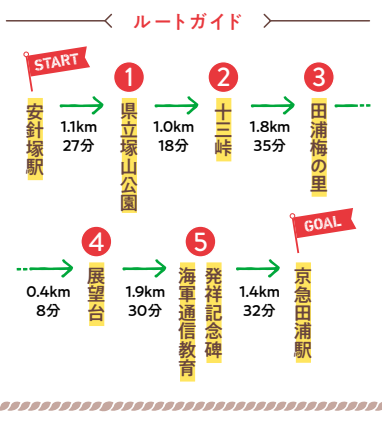 ルートガイド
START
安針塚駅
1.1km
27分
1
県立塚山公園
1.0km
18分
2
十三峠
1.8km
35分
3
田浦梅の里
0.4km
8分
4
展望台
1.9km
30分
5
海軍通信教育
発祥記念碑
1.4km
32分
GOAL
京急田浦駅